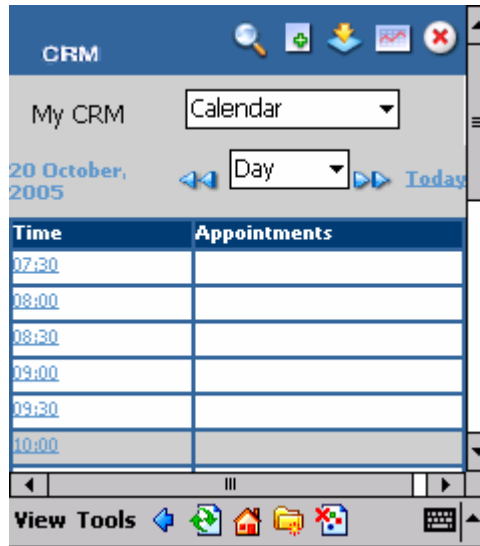 CRM
My CRM Calendar
20 October, 2005 Day Today
Time Appointments
07:30
08:00
08:30
09:00
09:30
10:00
View Tools